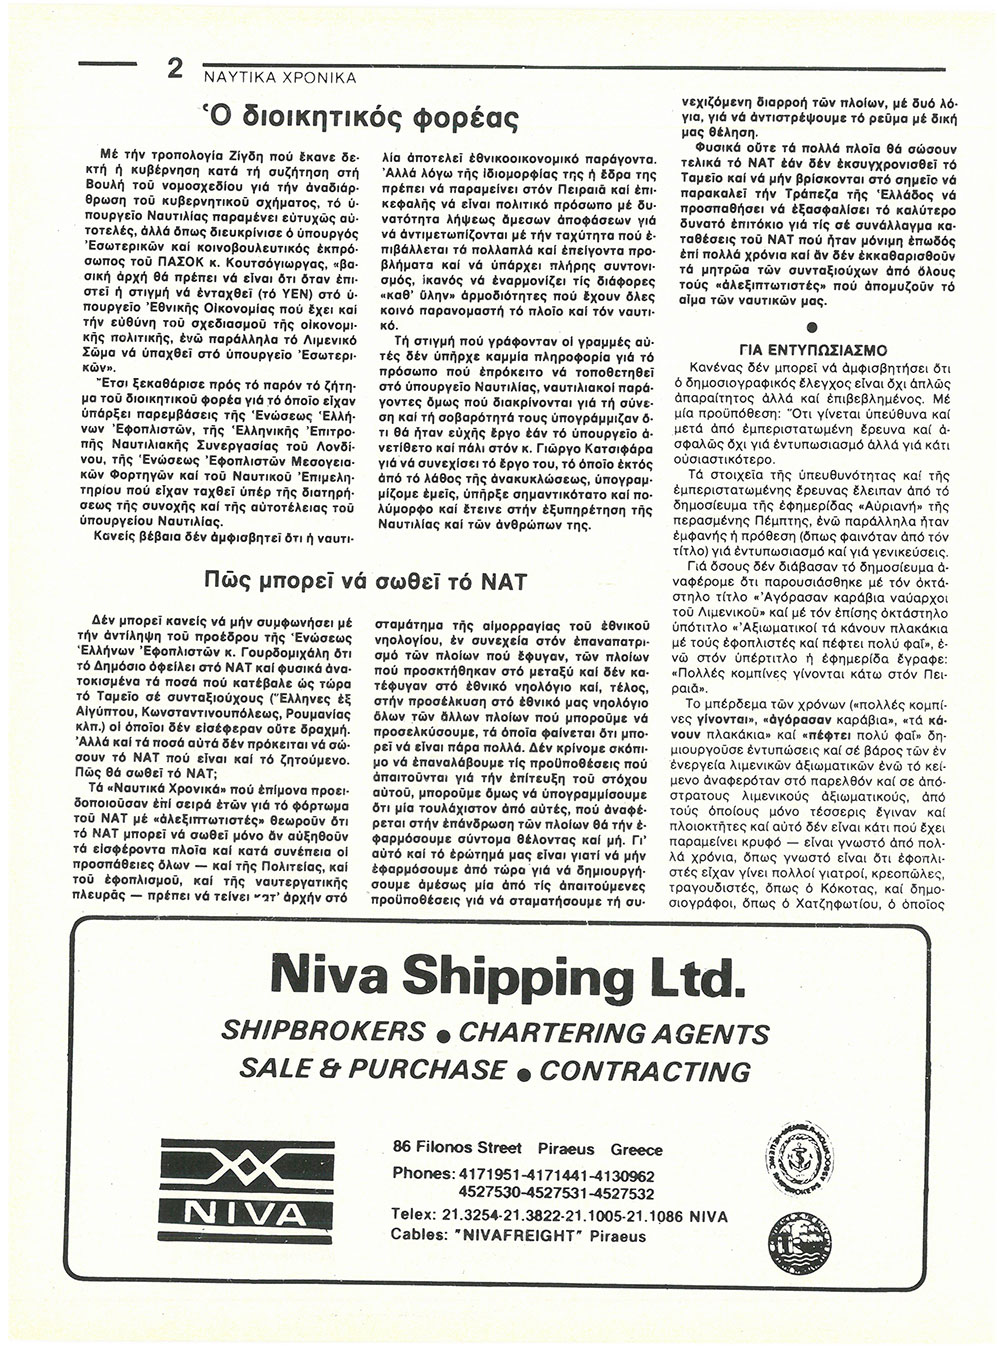 2
ΝΑΥΤΙΚΑ ΧΡΟΝΙΚΑ
Ὁ διοικητικός φορέας
Μέ τήν τροπολογία Ζίγδη πού ἔκανε δε-
κτή ἡ κυβέρνηση κατά τή συζήτηση στή
Βουλή τοῦ νομοσχεδίου γιά τήν ἀναδιάρ-
θρωση τοῦ κυβερνητικοῦ σχήματος, τό ὑ-
πουργεῖο Ναυτιλίας παραμένει εὐτυχῶς αὐ-
τοτελές, ἀλλά ὅπως διευκρίνισε ὁ ὑπουργός
Ἐσωτερικῶν καί κοινοβουλευτικός ἐκπρό-
σωπος τοῦ ΠΑΣΟΚ κ. Κουτσόγιωργας, «βα-
σική ἀρχή θά πρέπει νά εἶναι ὅτι ὅταν ἐπι-
στεῖ ἡ στιγμή νά ἐνταχθεῖ (τό ΥΕΝ) στό ὑ-
πουργεῖο Ἐθνικῆς Οἰκονομίας πού ἔχει καί
τήν εὐθύνη τοῦ σχεδιασμοῦ τῆς οἰκονομι-
κῆς πολιτικῆς, ἐνῶ παράλληλα τό Λιμενικό
Σῶμα νά ὑπαχθεῖ στό ὑπουργεῖο Ἐσωτερι-
κῶν».
Ἔτσι ξεκαθάρισε πρός τό παρόν τό ζήτη-
μα τοῦ διοικητικοῦ φορέα γιά τό ὁποῖο εἶχαν
ὑπάρξει παρεμβάσεις τῆς Ἑνώσεως Ἑλλή-
νων Ἐφοπλιστῶν, τῆς Ἑλληνικῆς Ἐπιτρο-
πῆς Ναυτιλιακῆς Συνεργασίας τοῦ Λονδί-
νου, τῆς Ἑνώσεως Ἐφοπλιστῶν Μεσογεια-
κῶν Φορτηγῶν καί τοῦ Ναυτικοῦ Ἐπιμελη-
τηρίου πού εἶχαν ταχθεῖ ὑπέρ τῆς διατηρή-
σεως τῆς συνοχῆς καί τῆς αὐτοτέλειας τοῦ
ὑπουργείου Ναυτιλίας.
Κανείς βέβαια δέν ἀμφισβητεῖ ὅτι ἡ ναυτι-
λία ἀποτελεῖ ἐθνικοοικονομικό παράγοντα.
Ἀλλά λόγω τῆς ἰδιομορφίας της ἡ ἕδρα της
πρέπει νά παραμείνει στόν Πειραιᾶ καί ἐπι-
κεφαλῆς νά εἶναι πολιτικό πρόσωπο μέ δυ-
νατότητα λήψεως ἄμεσων ἀποφάσεων γιά
νά ἀντιμετωπίζονται μέ τήν ταχύτητα πού ἐ-
πιβάλλεται τά πολλαπλά καί ἐπείγοντα προ-
βλήματα καί νά ὑπάρχει πλήρης συντονι-
σμός, ἱκανός νά ἐναρμονίζει τίς διάφορες
«καθ' ὕλην» ἁρμοδιότητες πού ἔχουν ὅλες
κοινό παρανομαστή τό πλοῖο καί τόν ναυτι-
κό.
Τή στιγμή πού γράφονταν οἱ γραμμές αὐ-
τές δέν ὑπῆρχε καμμία πληροφορία γιά τό
πρόσωπο πού ἐπρόκειτο νά τοποθετηθεῖ
στό ὑπουργεῖο Ναυτιλίας, ναυτιλιακοί παρά-
γοντες ὅμως πού διακρίνονται γιά τή σύνε-
ση καί τή σοβαρότητά τους ὑπογράμμιζαν ὅ-
τι θά ἦταν εὐχῆς ἔργο ἐάν τό ὑπουργεῖο ἀ-
νετίθετο καί πάλι στόν κ. Γιῶργο Κατσιφάρα
γιά νά συνεχίσει τό ἔργο του, τό ὁποῖο ἐκτός
ἀπό τό λάθος τῆς ἀνακυκλώσεως, ὑπογραμ-
μίζομε ἐμεῖς, ὑπῆρξε σημαντικότατο καί πο-
λύμορφο καί ἔτεινε στήν ἐξυπηρέτηση τῆς
Ναυτιλίας καί τῶν ἀνθρώπων της.
Πῶς μπορεῖ νά σωθεῖ τό ΝΑΤ
Δέν μπορεῖ κανείς νά μήν συμφωνήσει μέ
τήν ἀντίληψη τοῦ προέδρου τῆς Ἑνώσεως
Ἑλλήνων Ἐφοπλιστῶν κ. Γουρδομιχάλη ὅτι
τό Δημόσιο ὀφείλει στό ΝΑΤ καί φυσικά ἀνα-
τοκισμένα τά ποσά πού κατέβαλε ὡς τώρα
τό Ταμεῖο σέ συνταξιούχους (Ἕλληνες ἐξ
Αἰγύπτου, Κωνσταντινουπόλεως, Ρουμανίας
κλπ.) οἱ ὁποῖοι δέν εἰσέφεραν οὔτε δραχμή.
Ἀλλά καί τά ποσά αὐτά δέν πρόκειται νά σώ-
σουν τό ΝΑΤ πού εἶναι καί τό ζητούμενο.
Πῶς θά σωθεῖ τό ΝΑΤ;
Τά «Ναυτικά Χρονικά» πού ἐπίμονα προει-
δοποιοῦσαν ἐπί σειρά ἐτῶν γιά τό φόρτωμα
τοῦ ΝΑΤ μέ «ἀλεξιπτωτιστές» θεωροῦν ὅτι
τό ΝΑΤ μπορεῖ νά σωθεῖ μόνο ἄν αὐξηθοῦν
τά εἰσφέροντα πλοῖα καί κατά συνέπεια οἱ
προσπάθειες ὅλων — καί τῆς Πολιτείας, καί
τοῦ ἐφοπλισμοῦ, καί τῆς ναυτεργατικῆς
πλευρᾶς — πρέπει νά τείνει κατ' ἀρχήν στό
σταμάτημα τῆς αἱμορραγίας τοῦ ἐθνικοῦ
νηολογίου, ἐν συνεχεία στόν ἐπαναπατρι-
σμό τῶν πλοίων πού ἔφυγαν, τῶν πλοίων
πού προσκτήθηκαν στό μεταξύ καί δέν κα-
τέφυγαν στό ἐθνικό νηολόγιο καί, τέλος,
στήν προσέλκυση στό ἐθνικό μας νηολόγιο
ὅλων τῶν ἄλλων πλοίων πού μποροῦμε νά
προσελκύσουμε, τά ὁποῖα φαίνεται ὅτι μπο-
ρεῖ νά εἶναι πάρα πολλά. Δέν κρίνομε σκόπι-
μο νά ἐπαναλάβουμε τίς προϋποθέσεις πού
ἀπαιτοῦνται γιά τήν ἐπίτευξη τοῦ στόχου
αὐτοῦ, μποροῦμε ὅμως νά ὑπογραμμίσουμε
ὅτι μία τουλάχιστον ἀπό αὐτές, πού ἀναφέ-
ρεται στήν ἐπάνδρωση τῶν πλοίων θά τήν ἐ-
φαρμόσουμε σύντομα θέλοντας καί μή. Γι'
αὐτό καί τό ἐρώτημά μας εἶναι γιατί νά μήν
ἐφαρμόσουμε ἀπό τώρα γιά νά δημιουργή-
σουμε ἀμέσως μία ἀπό τίς ἀπαιτούμενες
προϋποθέσεις γιά νά σταματήσουμε τή συ-
νεχιζόμενη διαρροή τῶν πλοίων, μέ δυό λό-
για, γιά νά ἀντιστρέψουμε τό ρεῦμα μέ δική
μας θέληση.
Φυσικά οὔτε τά πολλά πλοῖα θά σώσουν
τελικά τό ΝΑΤ ἐάν δέν ἐκσυγχρονισθεῖ τό
Ταμεῖο καί νά μήν βρίσκονται στό σημεῖο νά
παρακαλεῖ τήν Τράπεζα τῆς Ἑλλάδος νά
προσπαθήσει νά ἐξασφαλίσει τό καλύτερο
δυνατό ἐπιτόκιο γιά τίς σέ συνάλλαγμα κα-
ταθέσεις τοῦ ΝΑΤ πού ἦταν μόνιμη ἐπωδός
ἐπί πολλά χρόνια καί ἄν δέν ἐκκαθαρισθοῦν
τά μητρῶα τῶν συνταξιούχων ἀπό ὅλους
τούς «ἀλεξιπτωτιστές» πού ἀπομυζοῦν τό
αἷμα τῶν ναυτικῶν μας.
●
ΓΙΑ ΕΝΤΥΠΩΣΙΑΣΜΟ
Κανένας δέν μπορεῖ νά ἀμφισβητήσει ὅτι
ὁ δημοσιογραφικός ἔλεγχος εἶναι ὄχι ἁπλῶς
ἀπαραίτητος ἀλλά καί ἐπιβεβλημένος. Μέ
μία προϋπόθεση: Ὅτι γίνεται ὑπεύθυνα καί
μετά ἀπό ἐμπεριστατωμένη ἔρευνα καί ἀ-
σφαλῶς ὄχι γιά ἐντυπωσιασμό ἀλλά γιά κάτι
οὐσιαστικότερο.
Τά στοιχεῖα τῆς ὑπευθυνότητας καί τῆς
ἐμπεριστατωμένης ἔρευνας ἔλειπαν ἀπό τό
δημοσίευμα τῆς ἐφημερίδας «Αὐριανή» τῆς
περασμένης Πέμπτης, ἐνῶ παράλληλα ἦταν
ἐμφανής ἡ πρόθεση (ὅπως φαινόταν ἀπό τόν
τίτλο) γιά ἐντυπωσιασμό καί γιά γενικεύσεις.
Γιά ὅσους δέν διάβασαν τό δημοσίευμα ἀ-
ναφέρομε ὅτι παρουσιάσθηκε μέ τόν ὀκτά-
στηλο τίτλο «Ἀγόρασαν καράβια ναύαρχοι
τοῦ Λιμενικοῦ» καί μέ τόν ἐπίσης ὀκτάστηλο
ὑπότιτλο «Ἀξιωματικοί τά κάνουν πλακάκια
μέ τούς ἐφοπλιστές καί πέφτει πολύ φαΐ», ἐ-
νῶ στόν ὑπέρτιτλο ἡ ἐφημερίδα ἔγραφε:
«Πολλές κομπίνες γίνονται κάτω στόν Πει-
ραιᾶ».
Τό μπέρδεμα τῶν χρόνων («πολλές κομπί-
νες γίνονται», «ἀγόρασαν καράβια», «τά κά-
νουν πλακάκια» καί «πέφτει πολύ φαΐ» δη-
μιουργοῦσε ἐντυπώσεις καί σέ βάρος τῶν ἐν
ἐνεργεία λιμενικῶν ἀξιωματικῶν ἐνῶ τό κεί-
μενο ἀναφερόταν στό παρελθόν καί σε ἀπό-
στρατους λιμενικούς ἀξιωματικούς, ἀπό
τούς ὁποίους μόνο τέσσερις ἔγιναν καί
πλοιοκτῆτες καί αὐτό δέν εἶναι κάτι πού ἔχει
παραμείνει κρυφό — εἶναι γνωστό ἀπό πολ-
λά χρόνια, ὅπως γνωστό εἶναι ὅτι ἐφοπλι-
στές εἶχαν γίνει πολλοί γιατροί, κρεοπῶλες,
τραγουδιστές, ὅπως ὁ Κόκοτας, καί δημο-
σιογράφοι, ὅπως ὁ Χατζηφωτίου, ὁ ὁποῖος
Niva Shipping Ltd.
SHIPBROKERS ● CHARTERING AGENTS
SALE & PURCHASE ● CONTRACTING
NIVA
86 Filonos Street Piraeus Greece
Phones: 4171951-4171441-4130962
4527530-4527531-4527532
Telex: 21.3254-21.3822-21.1005-21.1086 NIVA
Cables: "NIVAFREIGHT" Piraeus
MEMBER
HELLENIC SHIPBROKERS ASSOCIATION